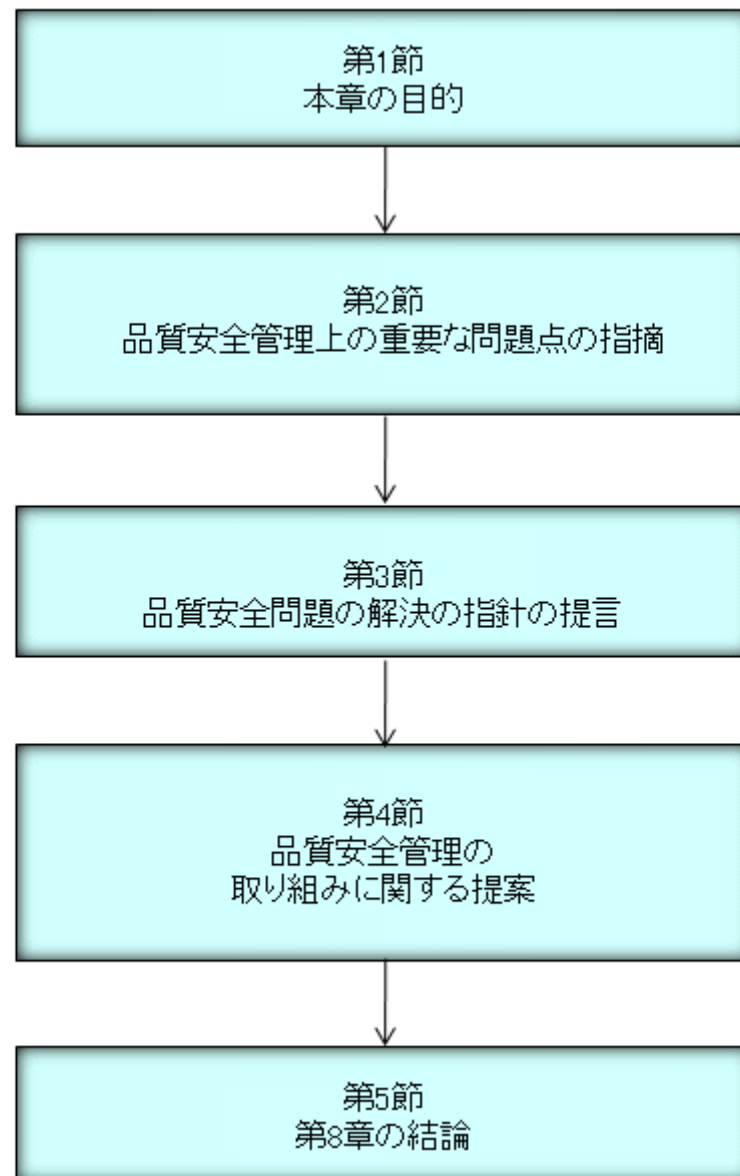 第1節
本章の目的
第2節
品質安全管理上の重要な問題点の指摘
第3節
品質安全問題の解決の指針の提言
第4節
品質安全管理の
取り組みに関する提案
第5節
第8章の結論